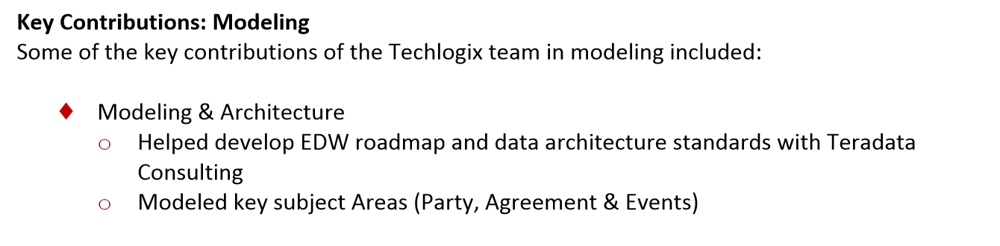 Key Contributions: Modeling
Some of the key contributions of the Techlogix team in modeling included:
♦ Modeling & Architecture
o Helped develop EDW roadmap and data architecture standards with Teradata
Consulting
o Modeled key subject Areas (Party, Agreement & Events)